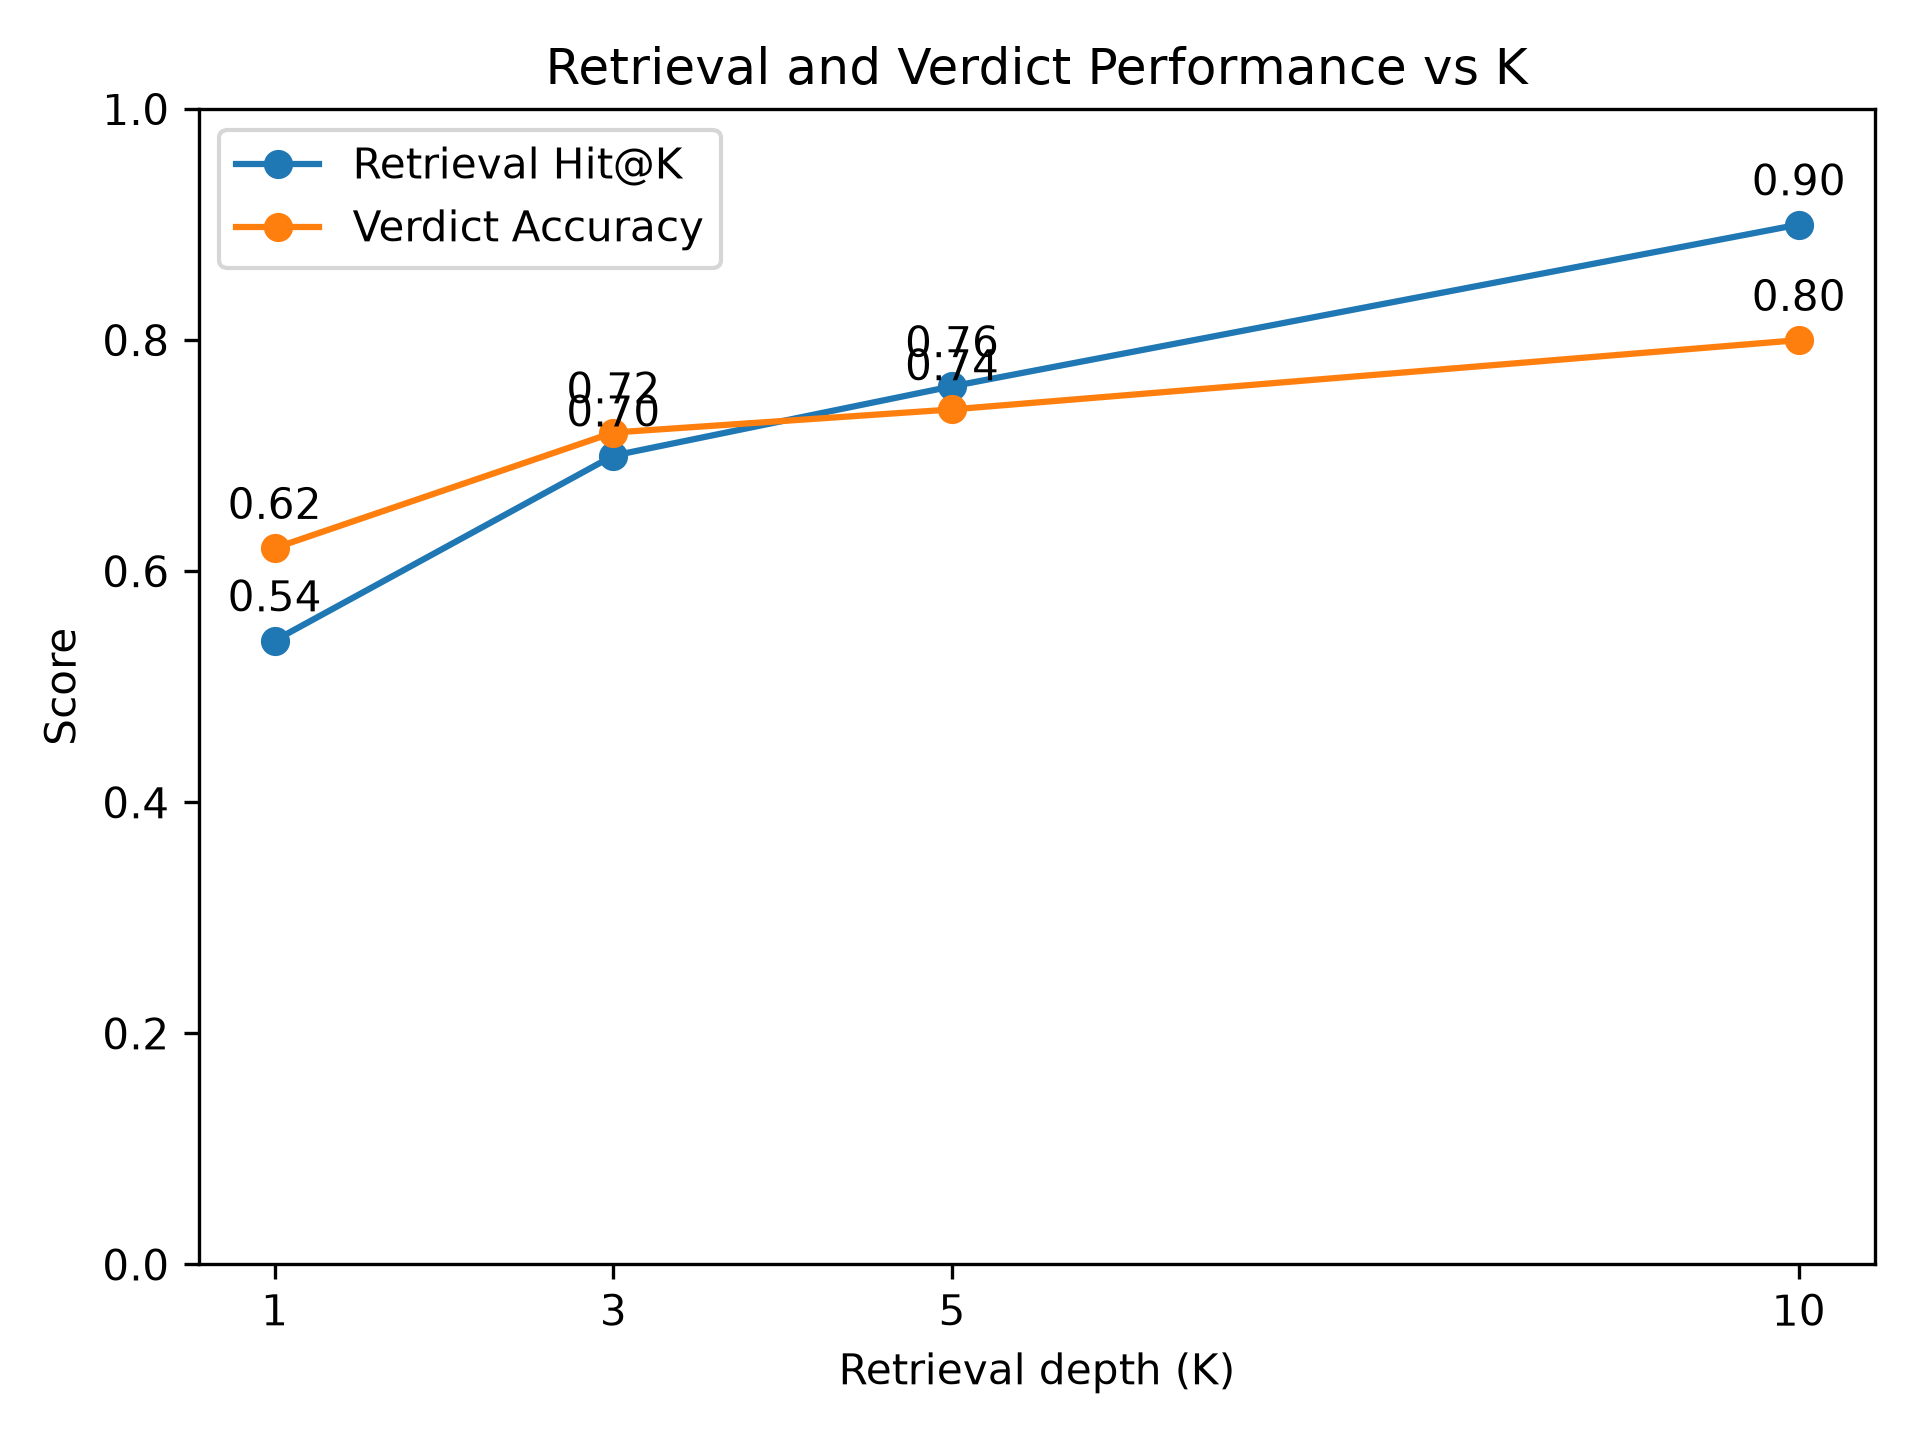 Retrieval and Verdict Performance vs K
1.0
Retrieval Hit@K
Verdict Accuracy
0.90
0.80
0.8
0.76
0.74
0.72
0.70
0.62
0.6
0.54
Score
0.4
0.2
0.0
1 3 5 10
Retrieval depth (K)